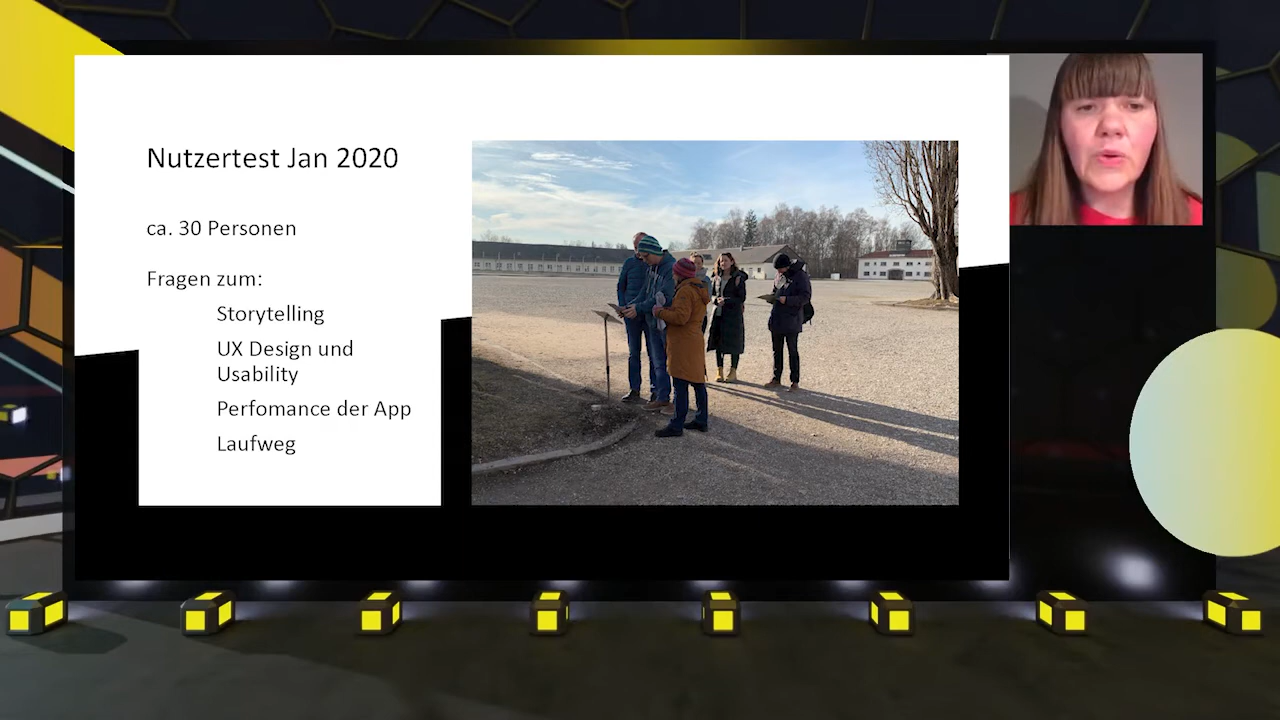 Nutzertest Jan 2020
ca. 30 Personen
Fragen zum:
Storytelling
UX Design und
Usability
Perfomance der App
Laufweg